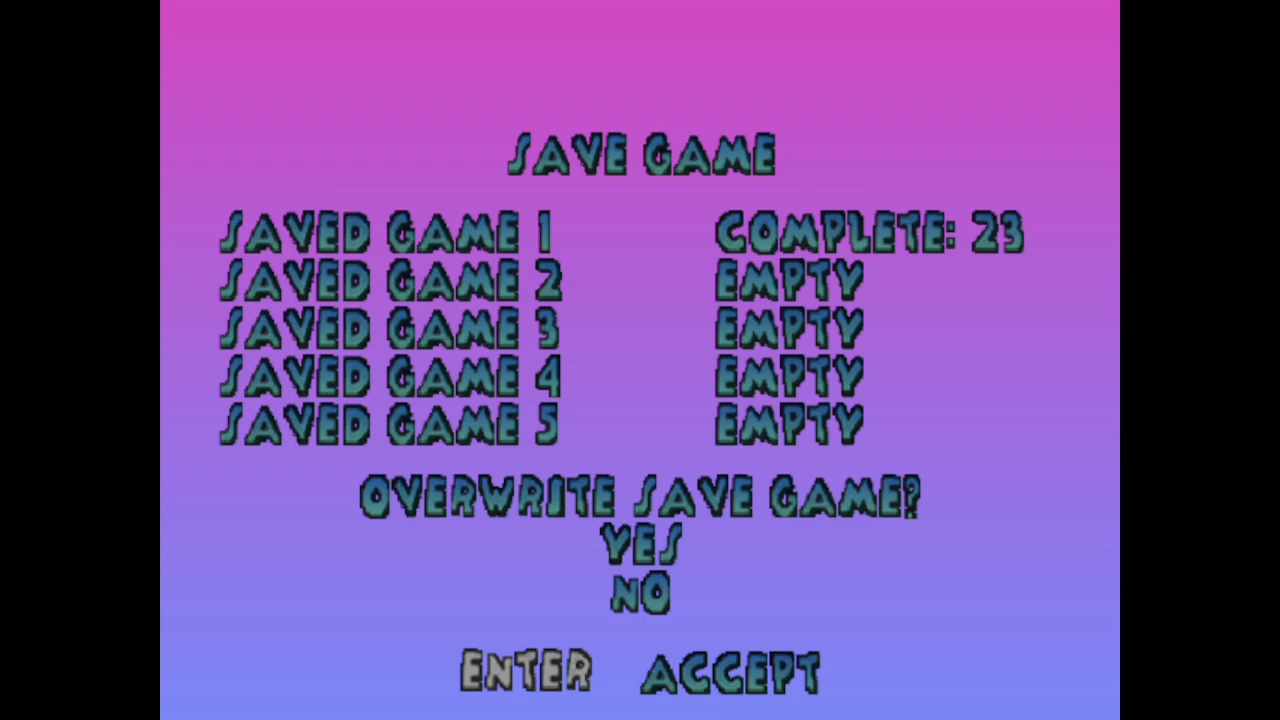 SAVE GAME
SAVED GAME 1 COMPLETE: 23
SAVED GAME 2 EMPTY
SAVED GAME 3 EMPTY
SAVED GAME 4 EMPTY
SAVED GAME 5 EMPTY
OVERWRITE SAVE GAME?
YES
NO
ENTER ACCEPT